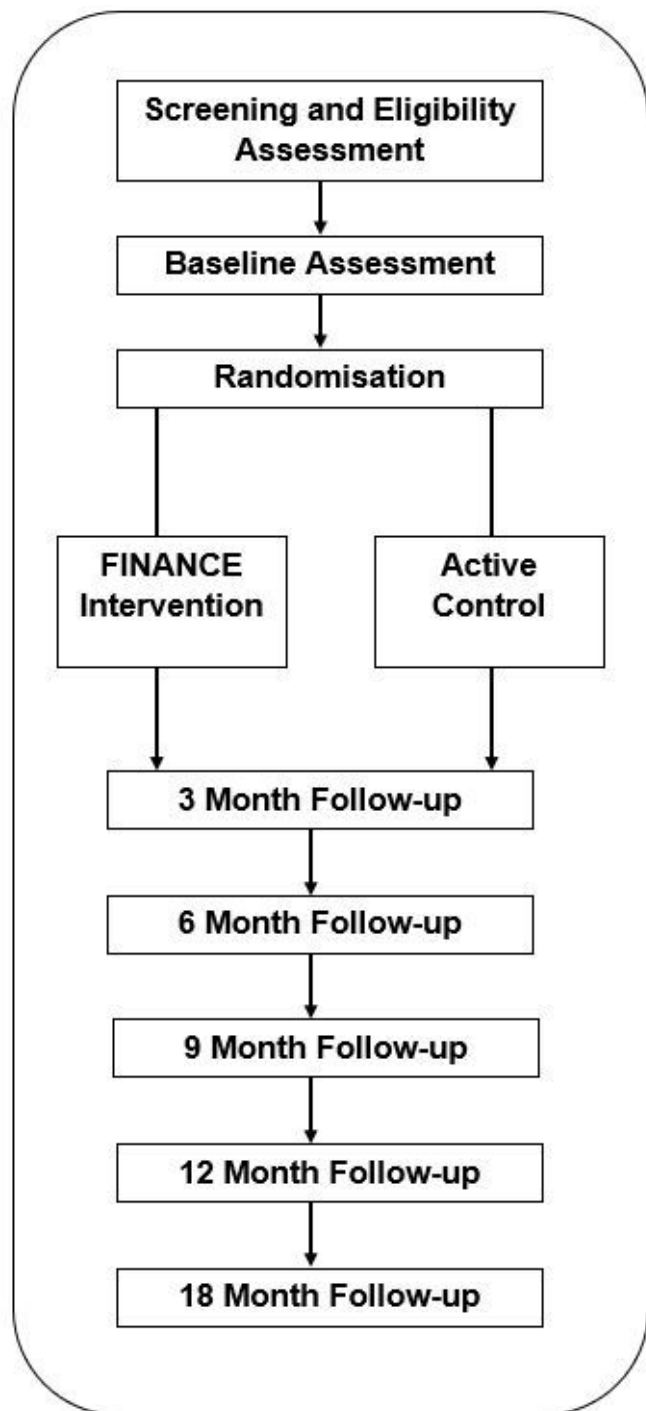 Screening and Eligibility
Assessment
Baseline Assessment
Randomisation
FINANCE
Intervention
Active
Control
3 Month Follow-up
6 Month Follow-up
9 Month Follow-up
12 Month Follow-up
18 Month Follow-up